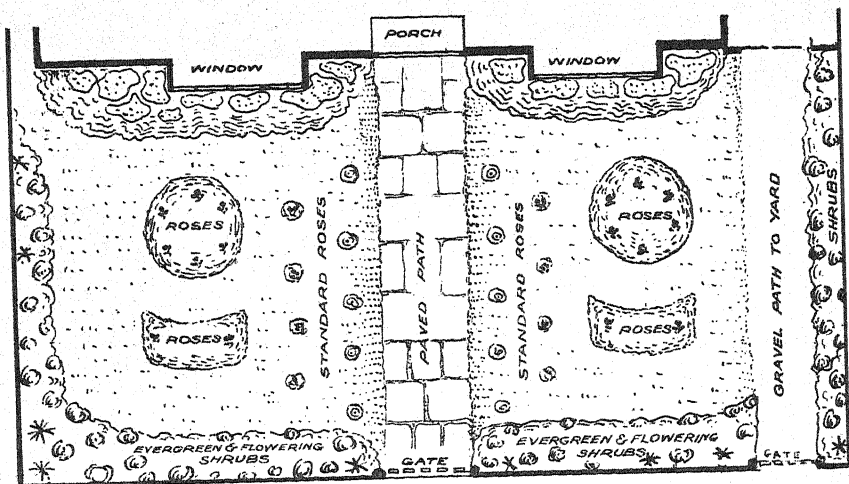 PORCH
WINDOW
WINDOW
ROSES
STANDARD ROSES
PAVED PATH
STANDARD ROSES
ROSES
GRAVEL PATH TO YARD
SHRUBS
ROSES
ROSES
EVERGREEN & FLOWERING
SHRUBS
GATE
EVERGREEN & FLOWERING
SHRUBS
GATE